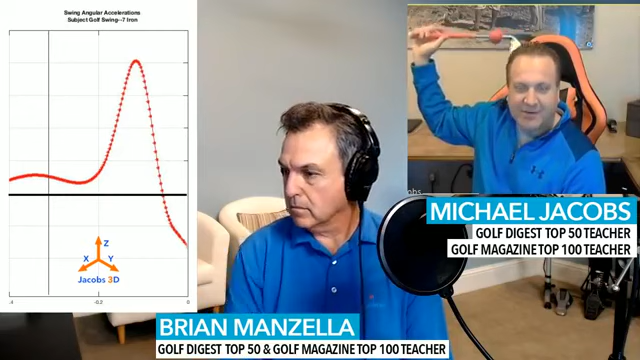 Swing Angular Accelerations
Subject Golf Swing--7 Iron
Z
X Y
Jacobs 3D
-0.2
0
MICHAEL JACOBS
GOLF DIGEST TOP 50 TEACHER
GOLF MAGAZINE TOP 100 TEACHER
BRIAN MANZELLA
GOLF DIGEST TOP 50 & GOLF MAGAZINE TOP 100 TEACHER